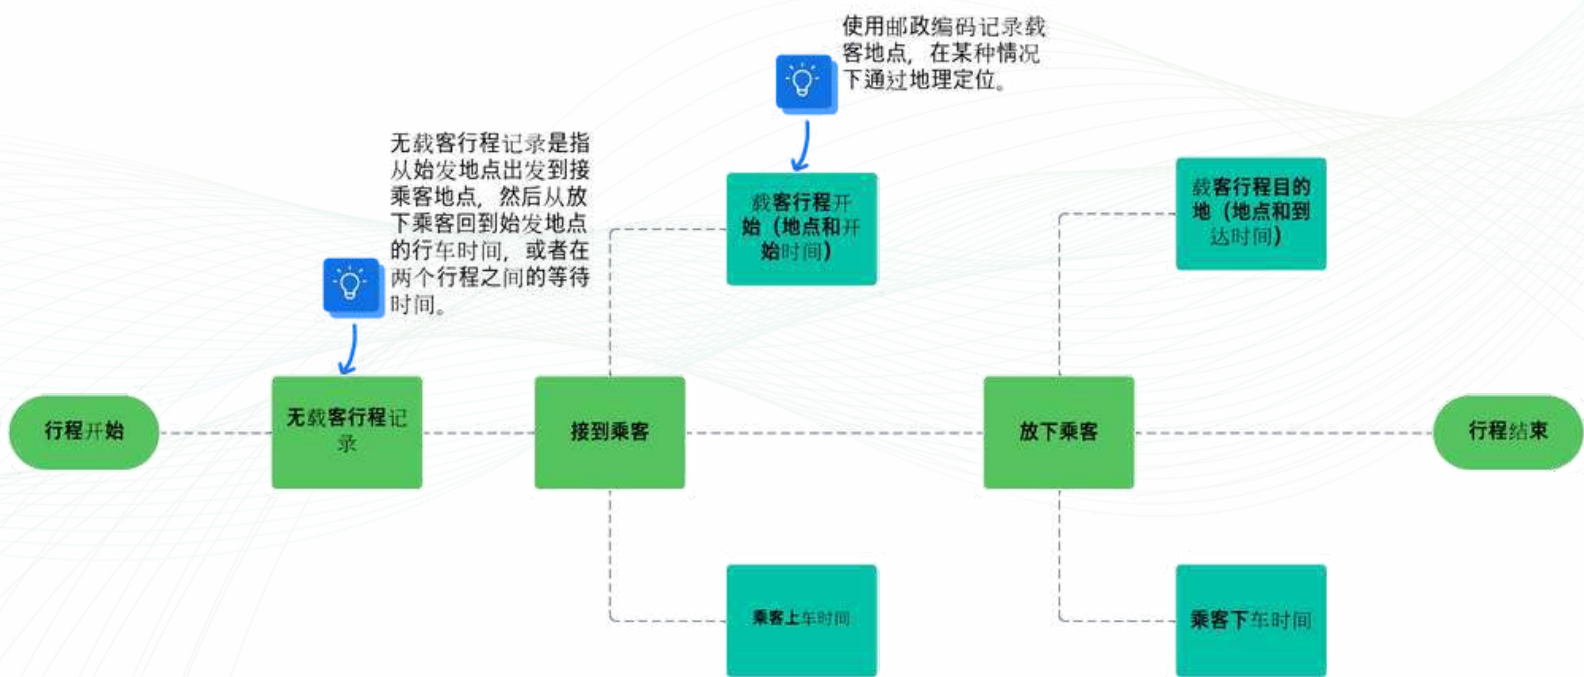 使用邮政编码记录载
客地点，在某种情况
下通过地理定位。
无载客行程记录是指
从始发地点出发到接
乘客地点，然后从放
下乘客回到始发地点
的行车时间，或者在
两个行程之间的等待
时间。
载客行程开
始（地点和开
始时间）
载客行程目的
地（地点和到
达时间）
行程开始
无载客行程记
录
接到乘客
放下乘客
行程结束
乘客上车时间
乘客下车时间